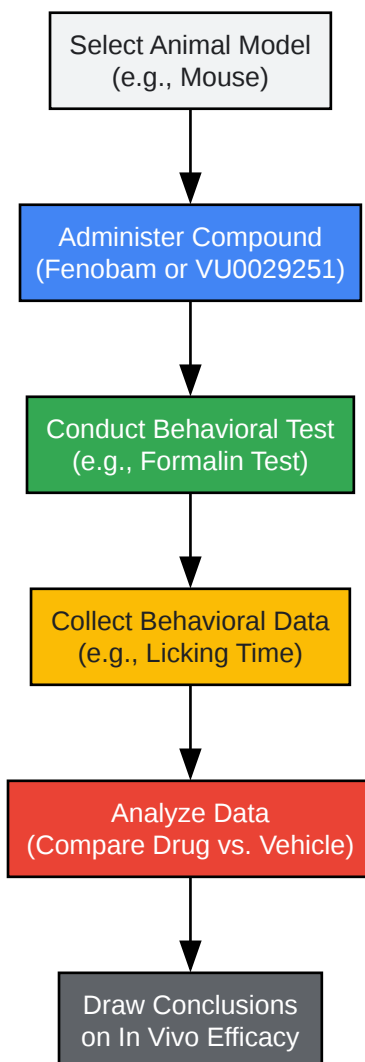 Select Animal Model
(e.g., Mouse)
Administer Compound
(Fenobam or VU0029251)
Conduct Behavioral Test
(e.g., Formalin Test)
Collect Behavioral Data
(e.g., Licking Time)
Analyze Data
(Compare Drug vs. Vehicle)
Draw Conclusions
on In Vivo Efficacy